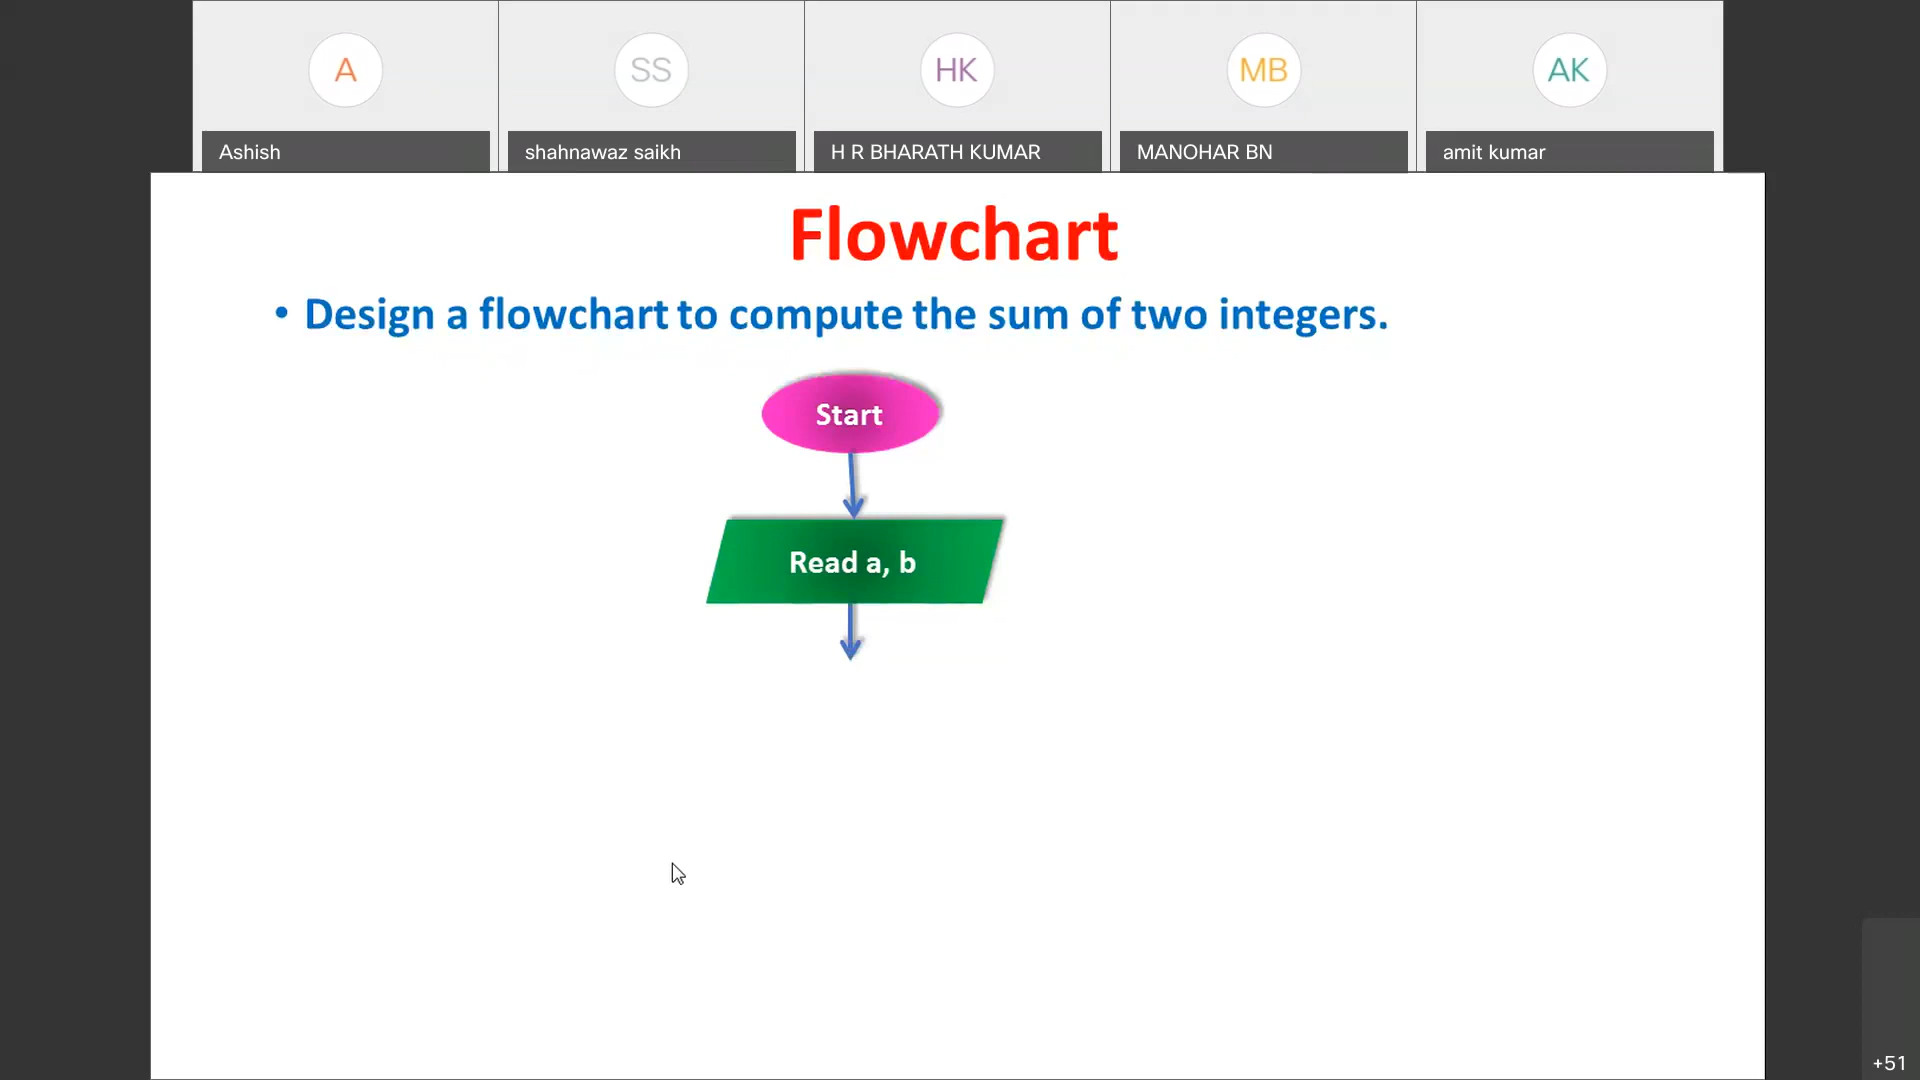 A
SS
HK
MB
AK
Ashish
shahnawaz saikh
H R BHARATH KUMAR
MANOHAR BN
amit kumar
Flowchart
• Design a flowchart to compute the sum of two integers.
Start
Read a, b
+51